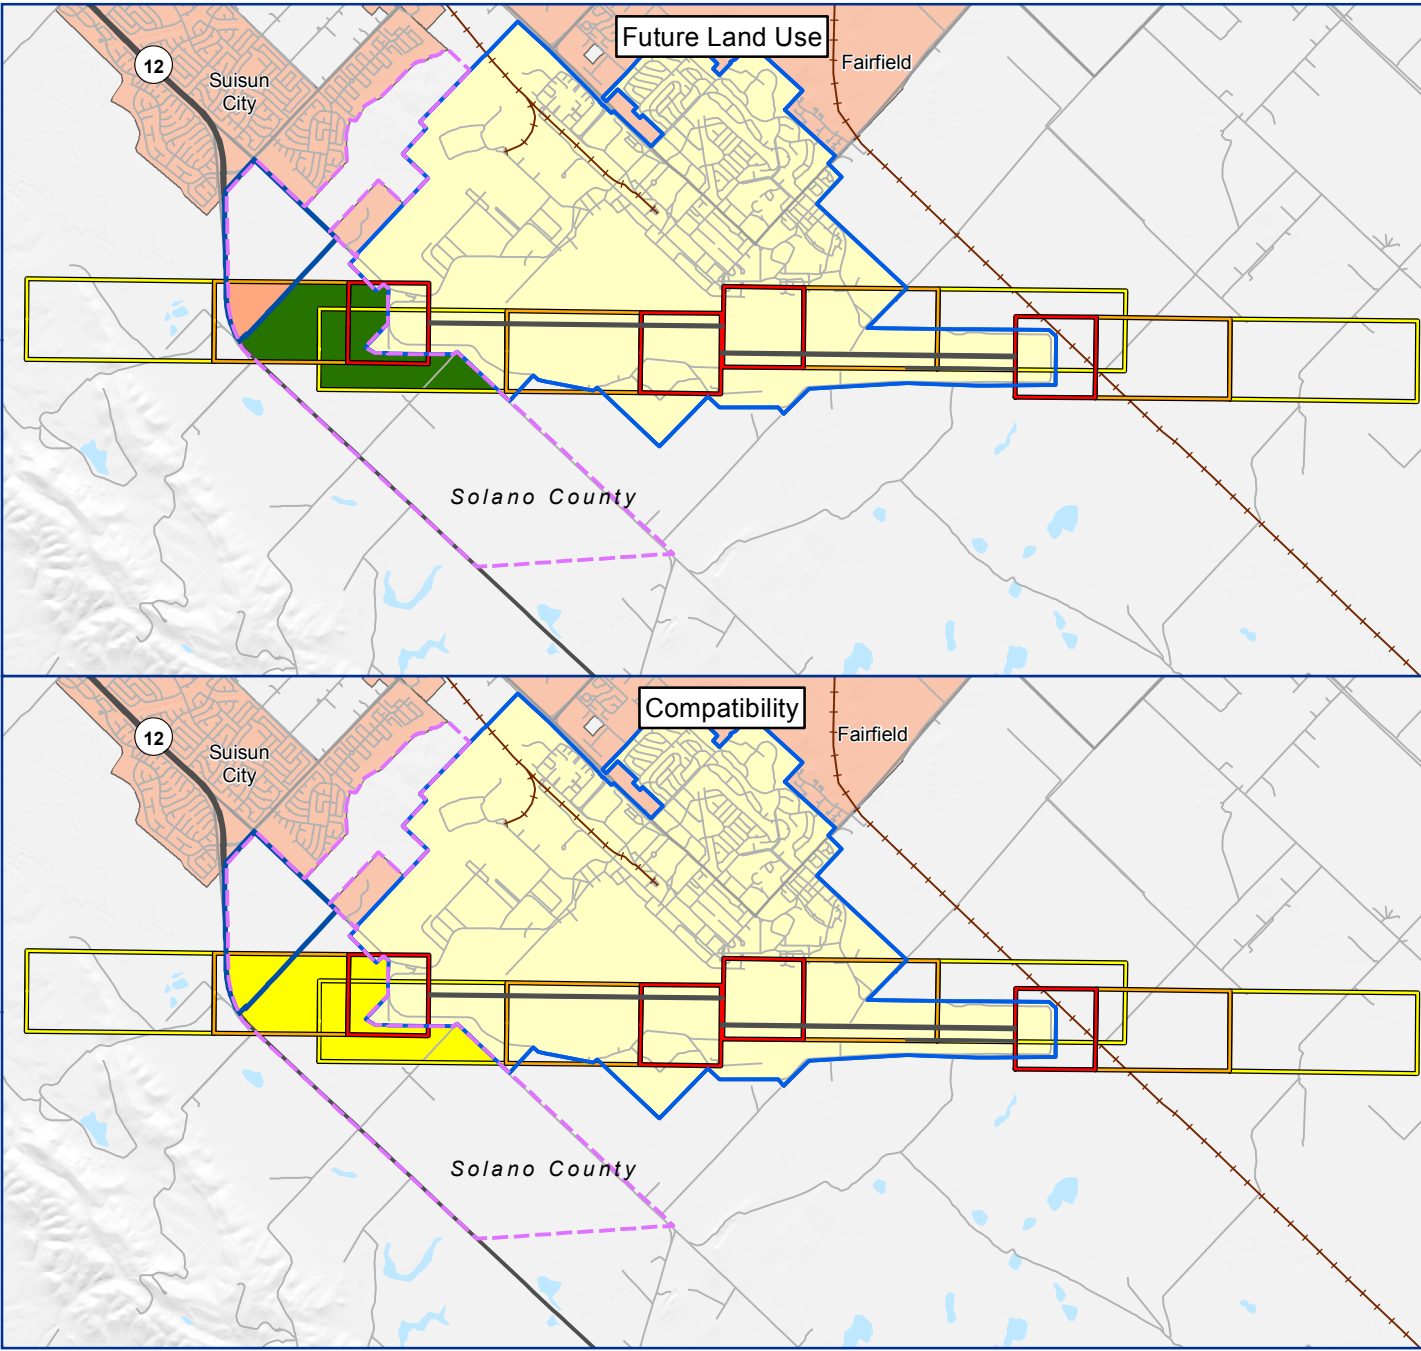 Future Land Use
Fairfield
12
Suisun
City
Solano County
Compatibility
Fairfield
12
Suisun
City
Solano County